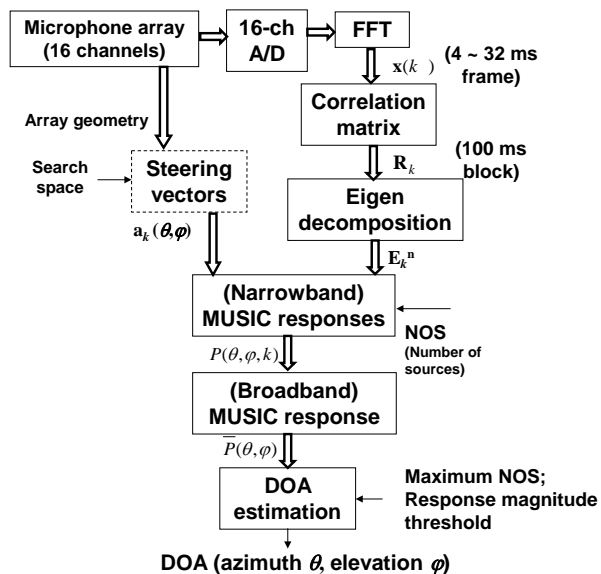 Microphone array
(16 channels)
16-ch
A/D
FFT
x(k )
(4 ~ 32 ms
frame)
Array geometry
Correlation
matrix
R_k
(100 ms
block)
Search
space
Steering
vectors
Eigen
decomposition
a_k (θ,φ)
E_k^n
(Narrowband)
MUSIC responses
NOS
(Number of
sources)
P(θ,φ,k)
(Broadband)
MUSIC response
P̅(θ,φ)
DOA
estimation
Maximum NOS;
Response magnitude
threshold
DOA (azimuth θ, elevation φ)